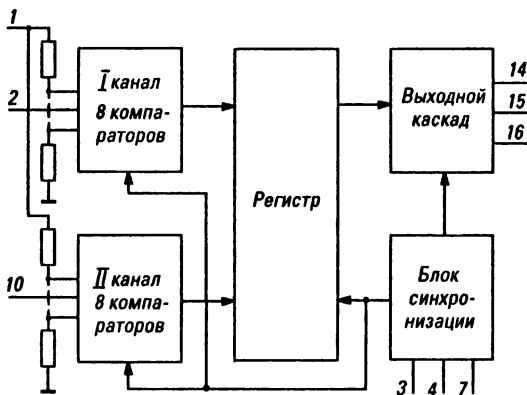 1
2
10
I канал
8 компа-
раторов
II канал
8 компа-
раторов
Регистр
Выходной
каскад
14
15
16
Блок
синхро-
низации
3 4 7